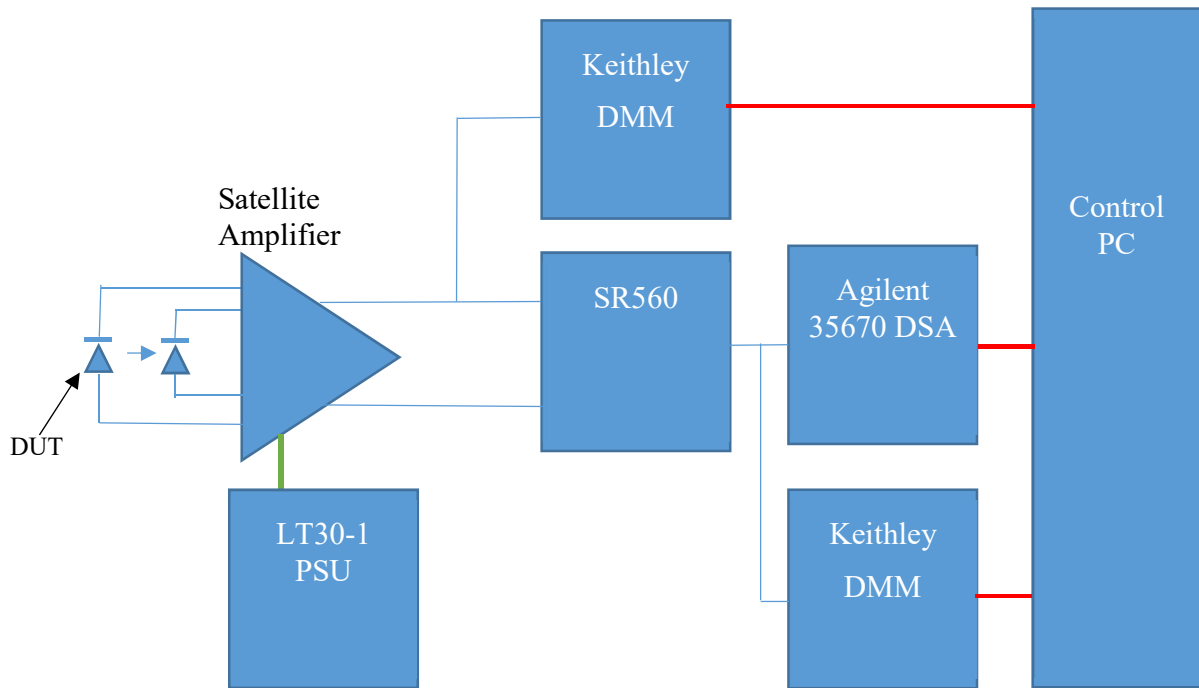 Keithley
DMM
Satellite
Amplifier
Control
PC
SR560
Agilent
35670 DSA
DUT
LT30-1
PSU
Keithley
DMM